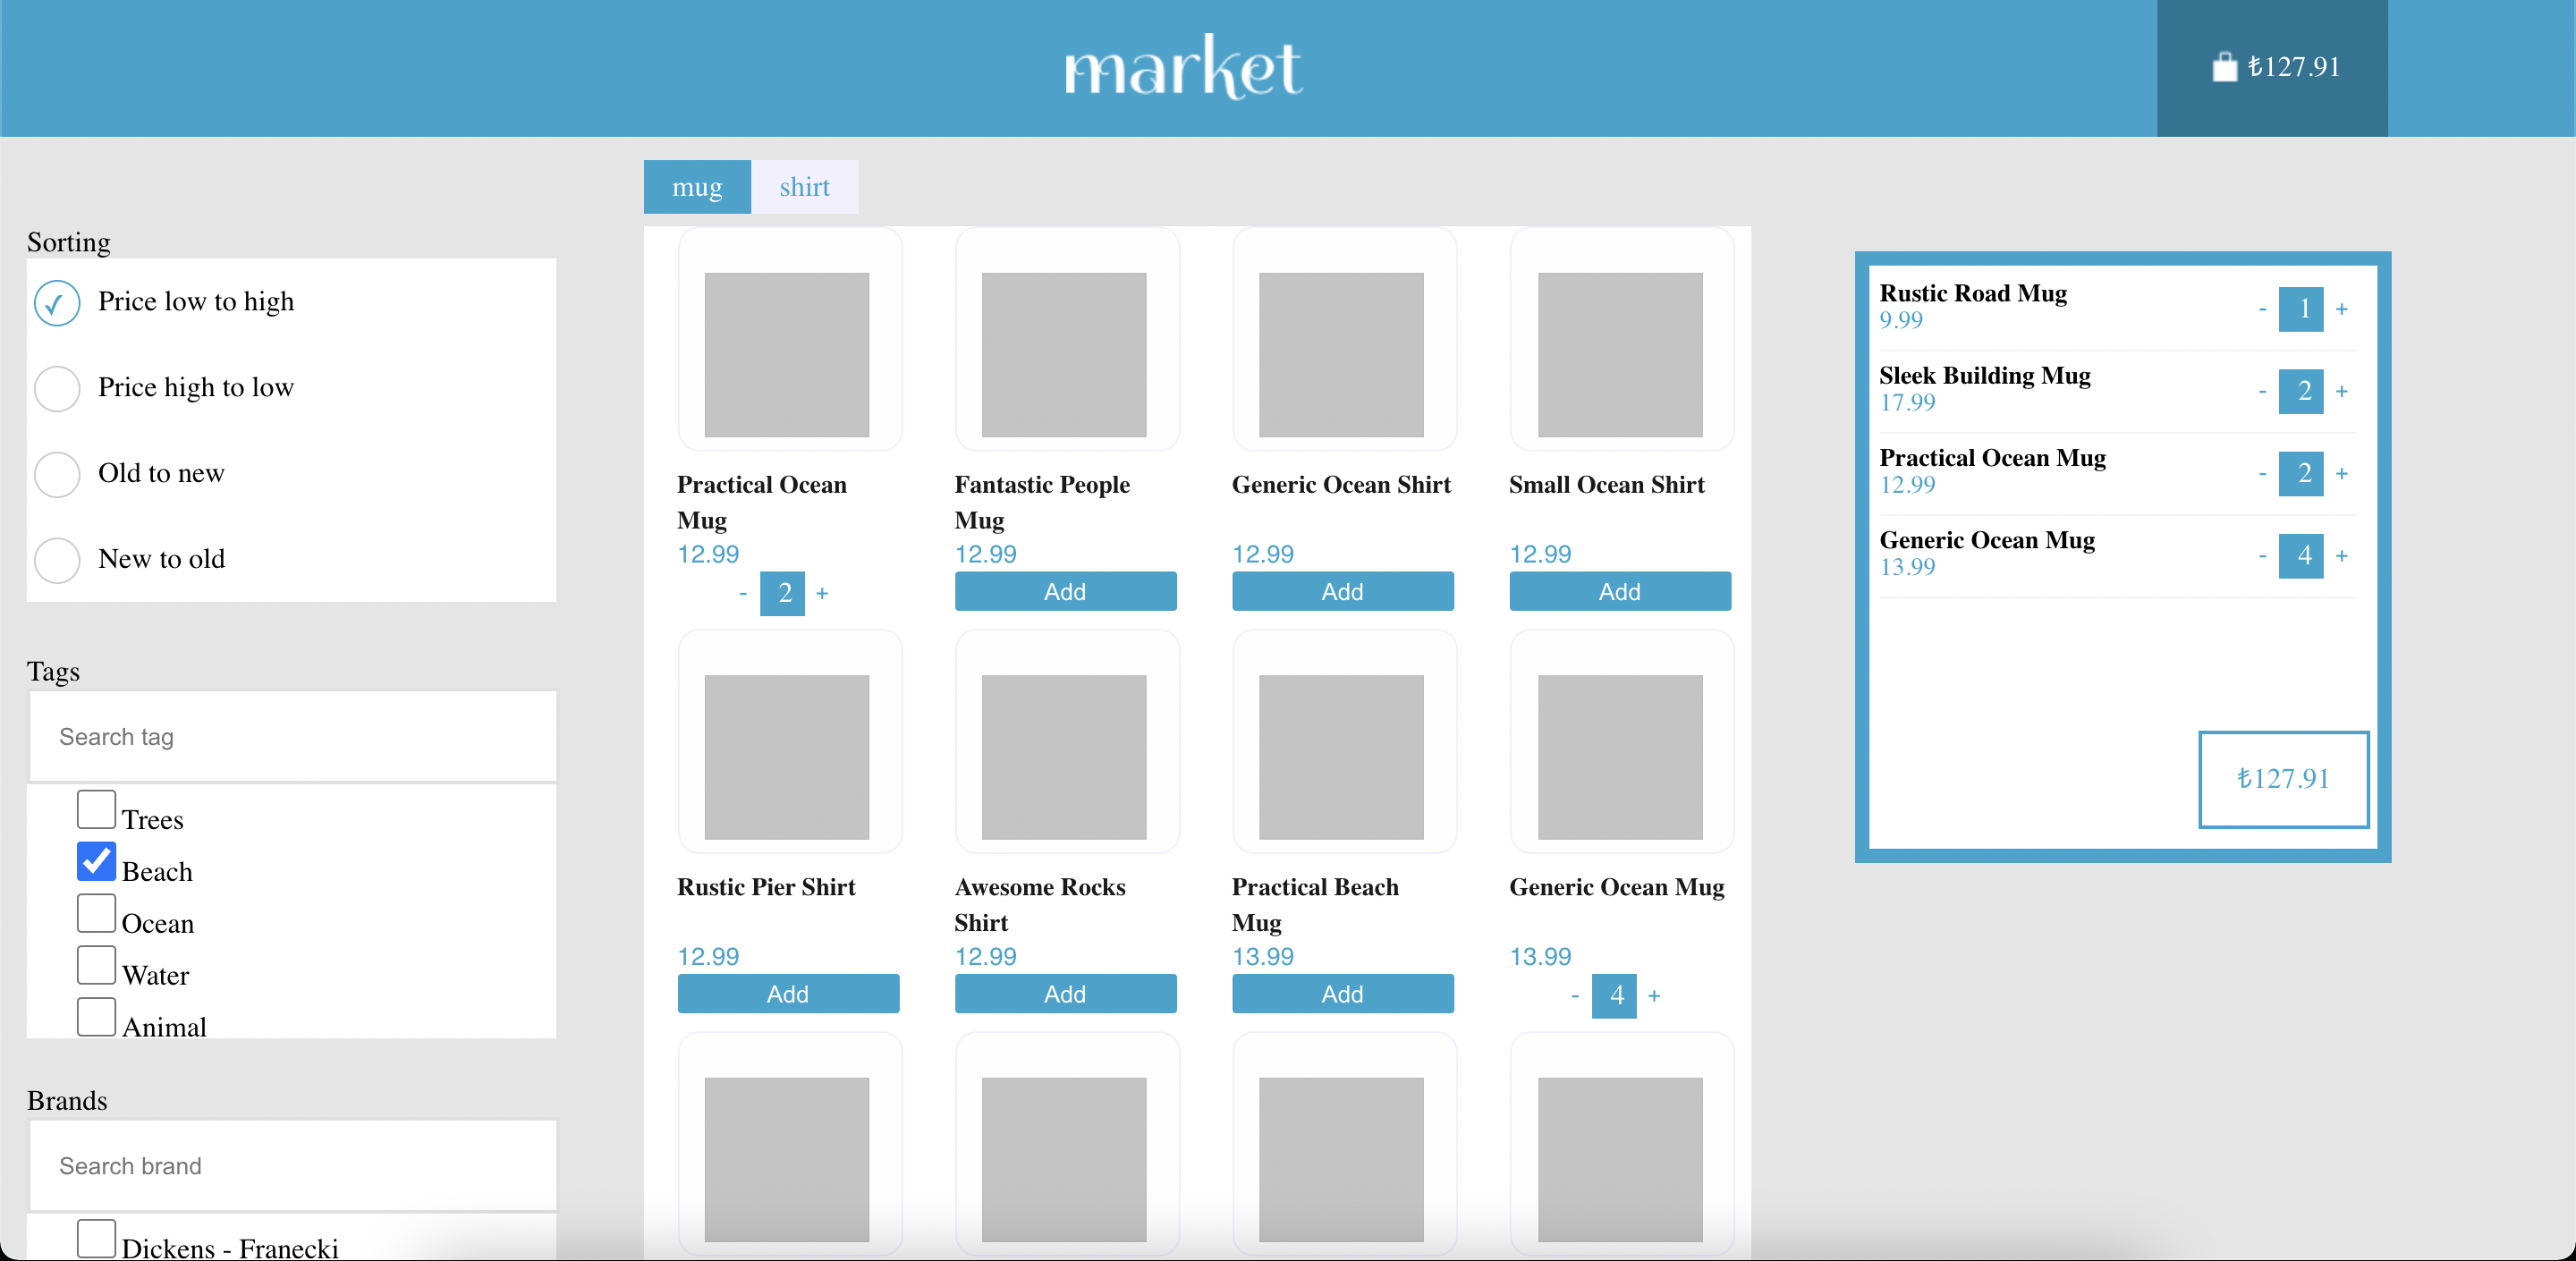 market
₺127.91
mug
shirt
Sorting
Price low to high
Price high to low
Old to new
New to old
Tags
Search tag
Trees
Beach
Ocean
Water
Animal
Brands
Search brand
Dickens - Franecki
Practical Ocean
Mug
12.99
- 2 +
Fantastic People
Mug
12.99
Add
Generic Ocean Shirt
12.99
Add
Small Ocean Shirt
12.99
Add
Rustic Pier Shirt
12.99
Add
Awesome Rocks
Shirt
12.99
Add
Practical Beach
Mug
13.99
Add
Generic Ocean Mug
13.99
- 4 +
Rustic Road Mug
9.99
- 1 +
Sleek Building Mug
17.99
- 2 +
Practical Ocean Mug
12.99
- 2 +
Generic Ocean Mug
13.99
- 4 +
₺127.91